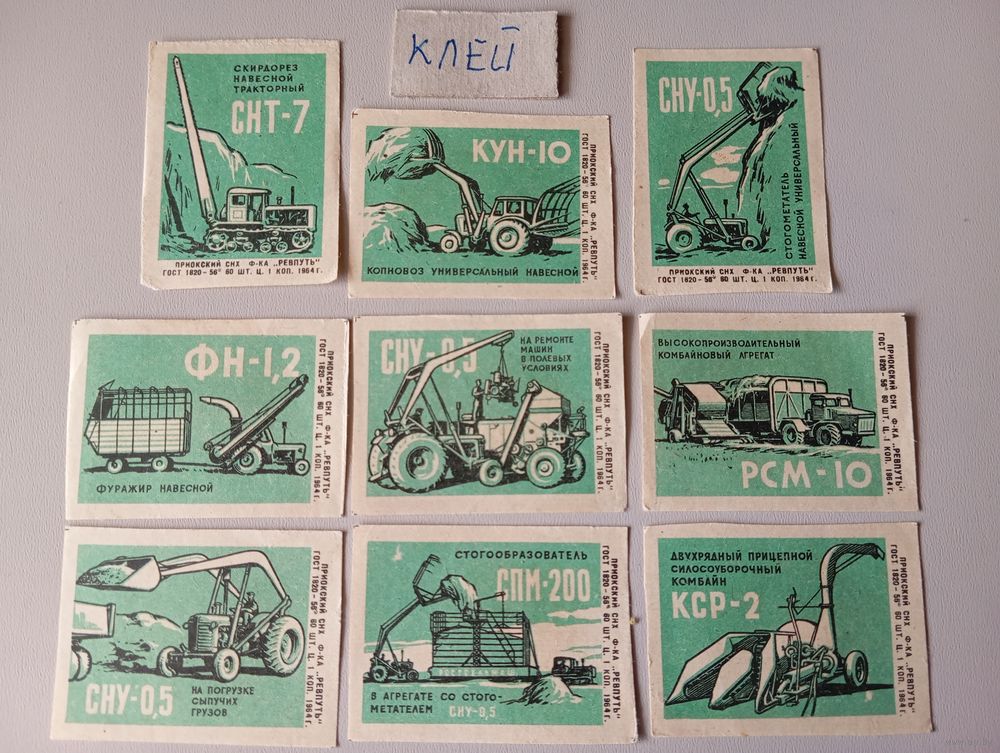 КЛЕЙ
СКИРДОРЕЗ
НАВЕСНОЙ
ТРАКТОРНЫЙ
СНТ-7
ПРИОКСКИЙ СНХ Ф-КА „РЕВПУТЬ"
ГОСТ 1820-56° 60 ШТ. Ц. 1 КОП. 1964 г.
КУН-10
КОПНОВОЗ УНИВЕРСАЛЬНЫЙ НАВЕСНОЙ
ПРИОКСКИЙ СНХ Ф-КА „РЕВПУТЬ"
ГОСТ 1820-56° 60 ШТ. Ц. 1 КОП. 1964 г.
СНУ-0,5
СТОГОМЕТАТЕЛЬ
НАВЕСНОЙ УНИВЕРСАЛЬНЫЙ
ПРИОКСКИЙ СНХ Ф-КА „РЕВПУТЬ"
ГОСТ 1820-56° 60 ШТ. Ц. 1 КОП. 1964 г.
ФН-1,2
ФУРАЖИР НАВЕСНОЙ
ПРИОКСКИЙ СНХ Ф-КА „РЕВПУТЬ"
ГОСТ 1820-56° 60 ШТ. Ц. 1 КОП. 1964 г.
СНУ-0,5
НА РЕМОНТЕ
МАШИН
В ПОЛЕВЫХ
УСЛОВИЯХ
ПРИОКСКИЙ СНХ Ф-КА „РЕВПУТЬ"
ГОСТ 1820-56° 60 ШТ. Ц. 1 КОП. 1964 г.
ВЫСОКОПРОИЗВОДИТЕЛЬНЫЙ
КОМБАЙНОВЫЙ АГРЕГАТ
РСМ-10
ПРИОКСКИЙ СНХ Ф-КА „РЕВПУТЬ"
ГОСТ 1820-56° 60 ШТ. Ц. 1 КОП. 1964 г.
СНУ-0,5
НА ПОГРУЗКЕ
СЫПУЧИХ
ГРУЗОВ
ПРИОКСКИЙ СНХ Ф-КА „РЕВПУТЬ"
ГОСТ 1820-56° 60 ШТ. Ц. 1 КОП. 1964 г.
СТОГООБРАЗОВАТЕЛЬ
СПМ-200
В АГРЕГАТЕ СО СТОГО-
МЕТАТЕЛЕМ СНУ-0,5
ПРИОКСКИЙ СНХ Ф-КА „РЕВПУТЬ"
ГОСТ 1820-56° 60 ШТ. Ц. 1 КОП. 1964 г.
ДВУХРЯДНЫЙ ПРИЦЕПНОЙ
СИЛОСОУБОРОЧНЫЙ
КОМБАЙН
КСР-2
ПРИОКСКИЙ СНХ Ф-КА „РЕВПУТЬ"
ГОСТ 1820-56° 60 ШТ. Ц. 1 КОП. 1964 г.